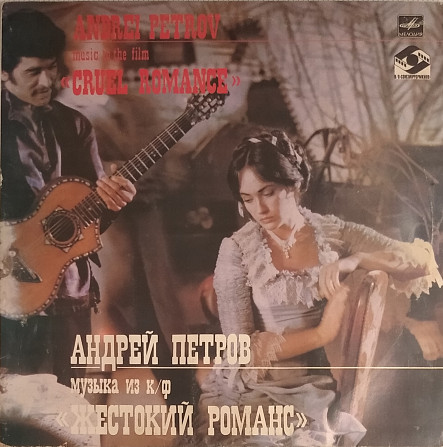 ANDREI PETROV
music to the film
«CRUEL ROMANCE»
МЕЛОДИЯ
АНДРЕЙ ПЕТРОВ
МУЗЫКА ИЗ К/Ф
«ЖЕСТОКИЙ РОМАНС»